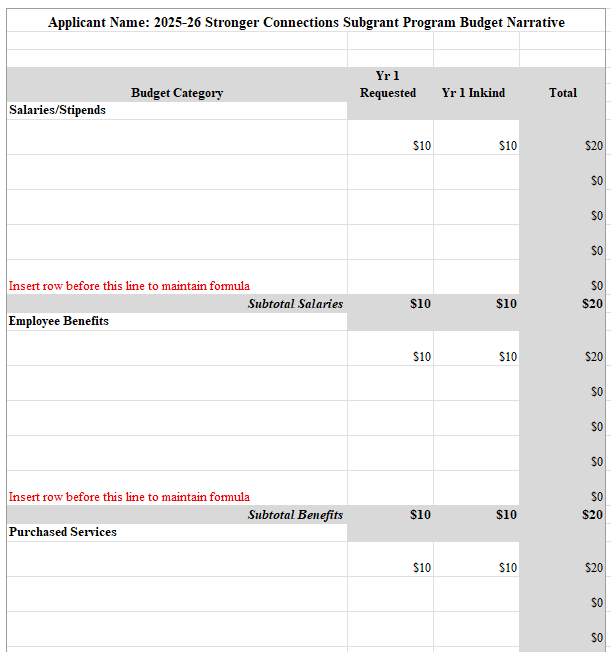 Applicant Name: 2025-26 Stronger Connections Subgrant Program Budget Narrative
Budget Category Yr 1 Requested Yr 1 Inkind Total
Salaries/Stipends
$10 $10 $20
$0
$0
$0
Insert row before this line to maintain formula $0
Subtotal Salaries $10 $10 $20
Employee Benefits
$10 $10 $20
$0
$0
$0
Insert row before this line to maintain formula $0
Subtotal Benefits $10 $10 $20
Purchased Services
$10 $10 $20
$0
$0